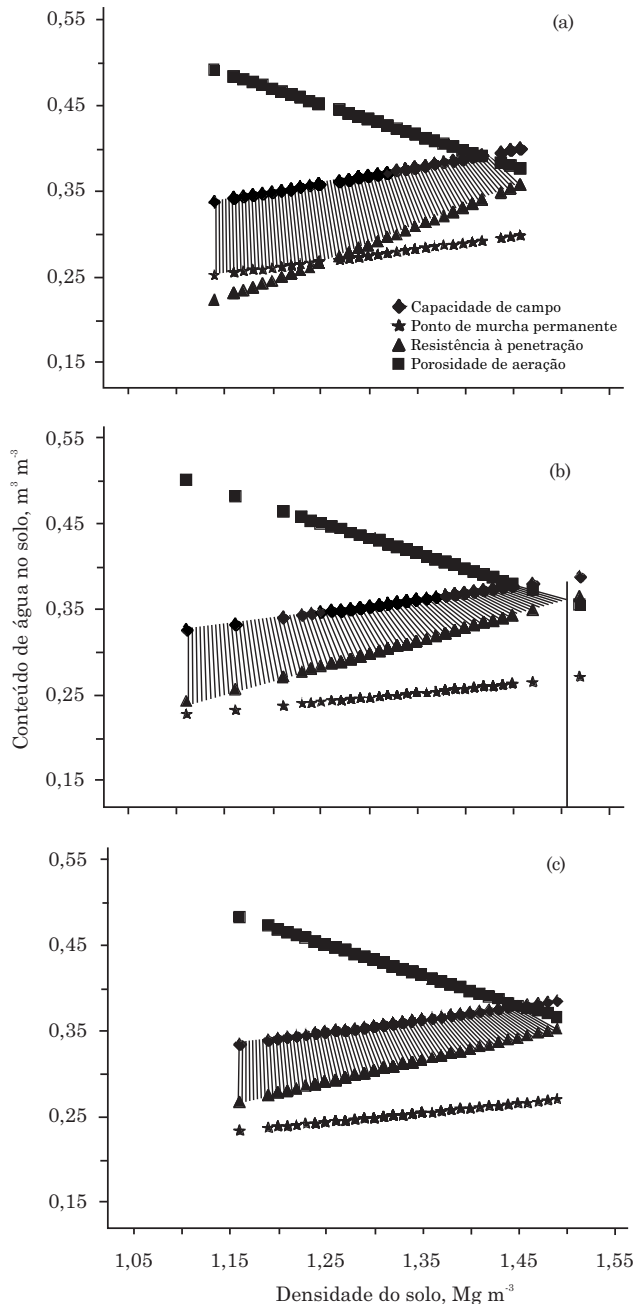 (a)
0,55
0,45
0,35
0,25
0,15
Capacidade de campo
Ponto de murcha permanente
Resistência à penetração
Porosidade de aeração
Conteúdo de água no solo, m³ m⁻³
(b)
0,55
0,45
0,35
0,25
0,15
(c)
0,55
0,45
0,35
0,25
0,15
1,05 1,15 1,25 1,35 1,45 1,55
Densidade do solo, Mg m⁻³